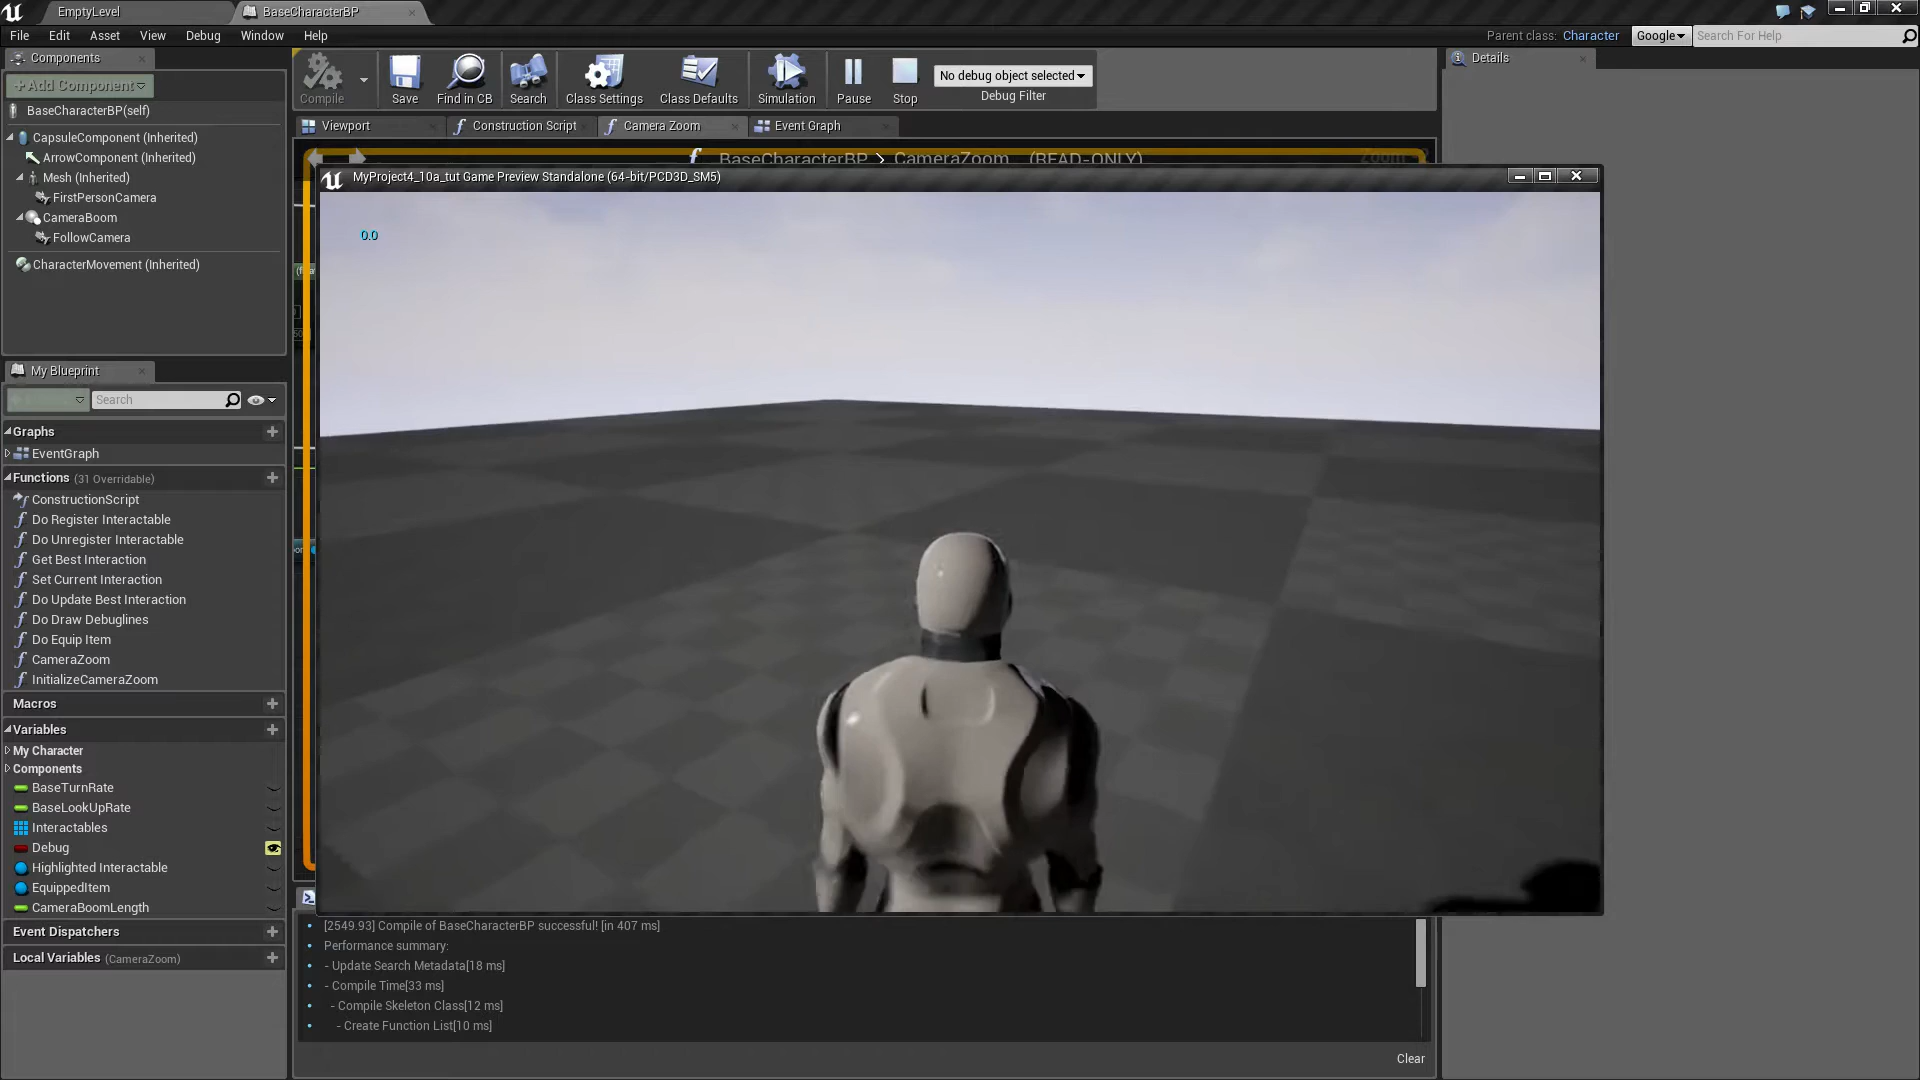 EmptyLevel
BaseCharacterBP
File Edit Asset View Debug Window Help
Parent class: Character
Google
Search For Help
Components
+Add Component
BaseCharacterBP(self)
CapsuleComponent (Inherited)
ArrowComponent (Inherited)
Mesh (Inherited)
FirstPersonCamera
CameraBoom
FollowCamera
CharacterMovement (Inherited)
Compile
Save
Find in CB
Search
Class Settings
Class Defaults
Simulation
Pause
Stop
No debug object selected
Debug Filter
Details
Viewport
Construction Script
Camera Zoom
Event Graph
BaseCharacterBP > CameraZoom (READ-ONLY)
MyProject4_10a_tut Game Preview Standalone (64-bit/PCD3D_SM5)
0.0
My Blueprint
Search
Graphs
EventGraph
Functions (31 Overridable)
ConstructionScript
Do Register Interactable
Do Unregister Interactable
Get Best Interaction
Set Current Interaction
Do Update Best Interaction
Do Draw Debuglines
Do Equip Item
CameraZoom
InitializeCameraZoom
Macros
Variables
My Character
Components
BaseTurnRate
BaseLookUpRate
Interactables
Debug
Highlighted Interactable
EquippedItem
CameraBoomLength
Event Dispatchers
Local Variables (CameraZoom)
[2549.93] Compile of BaseCharacterBP successful! [in 407 ms]
Performance summary:
- Update Search Metadata[18 ms]
- Compile Time[33 ms]
- Compile Skeleton Class[12 ms]
- Create Function List[10 ms]
Clear